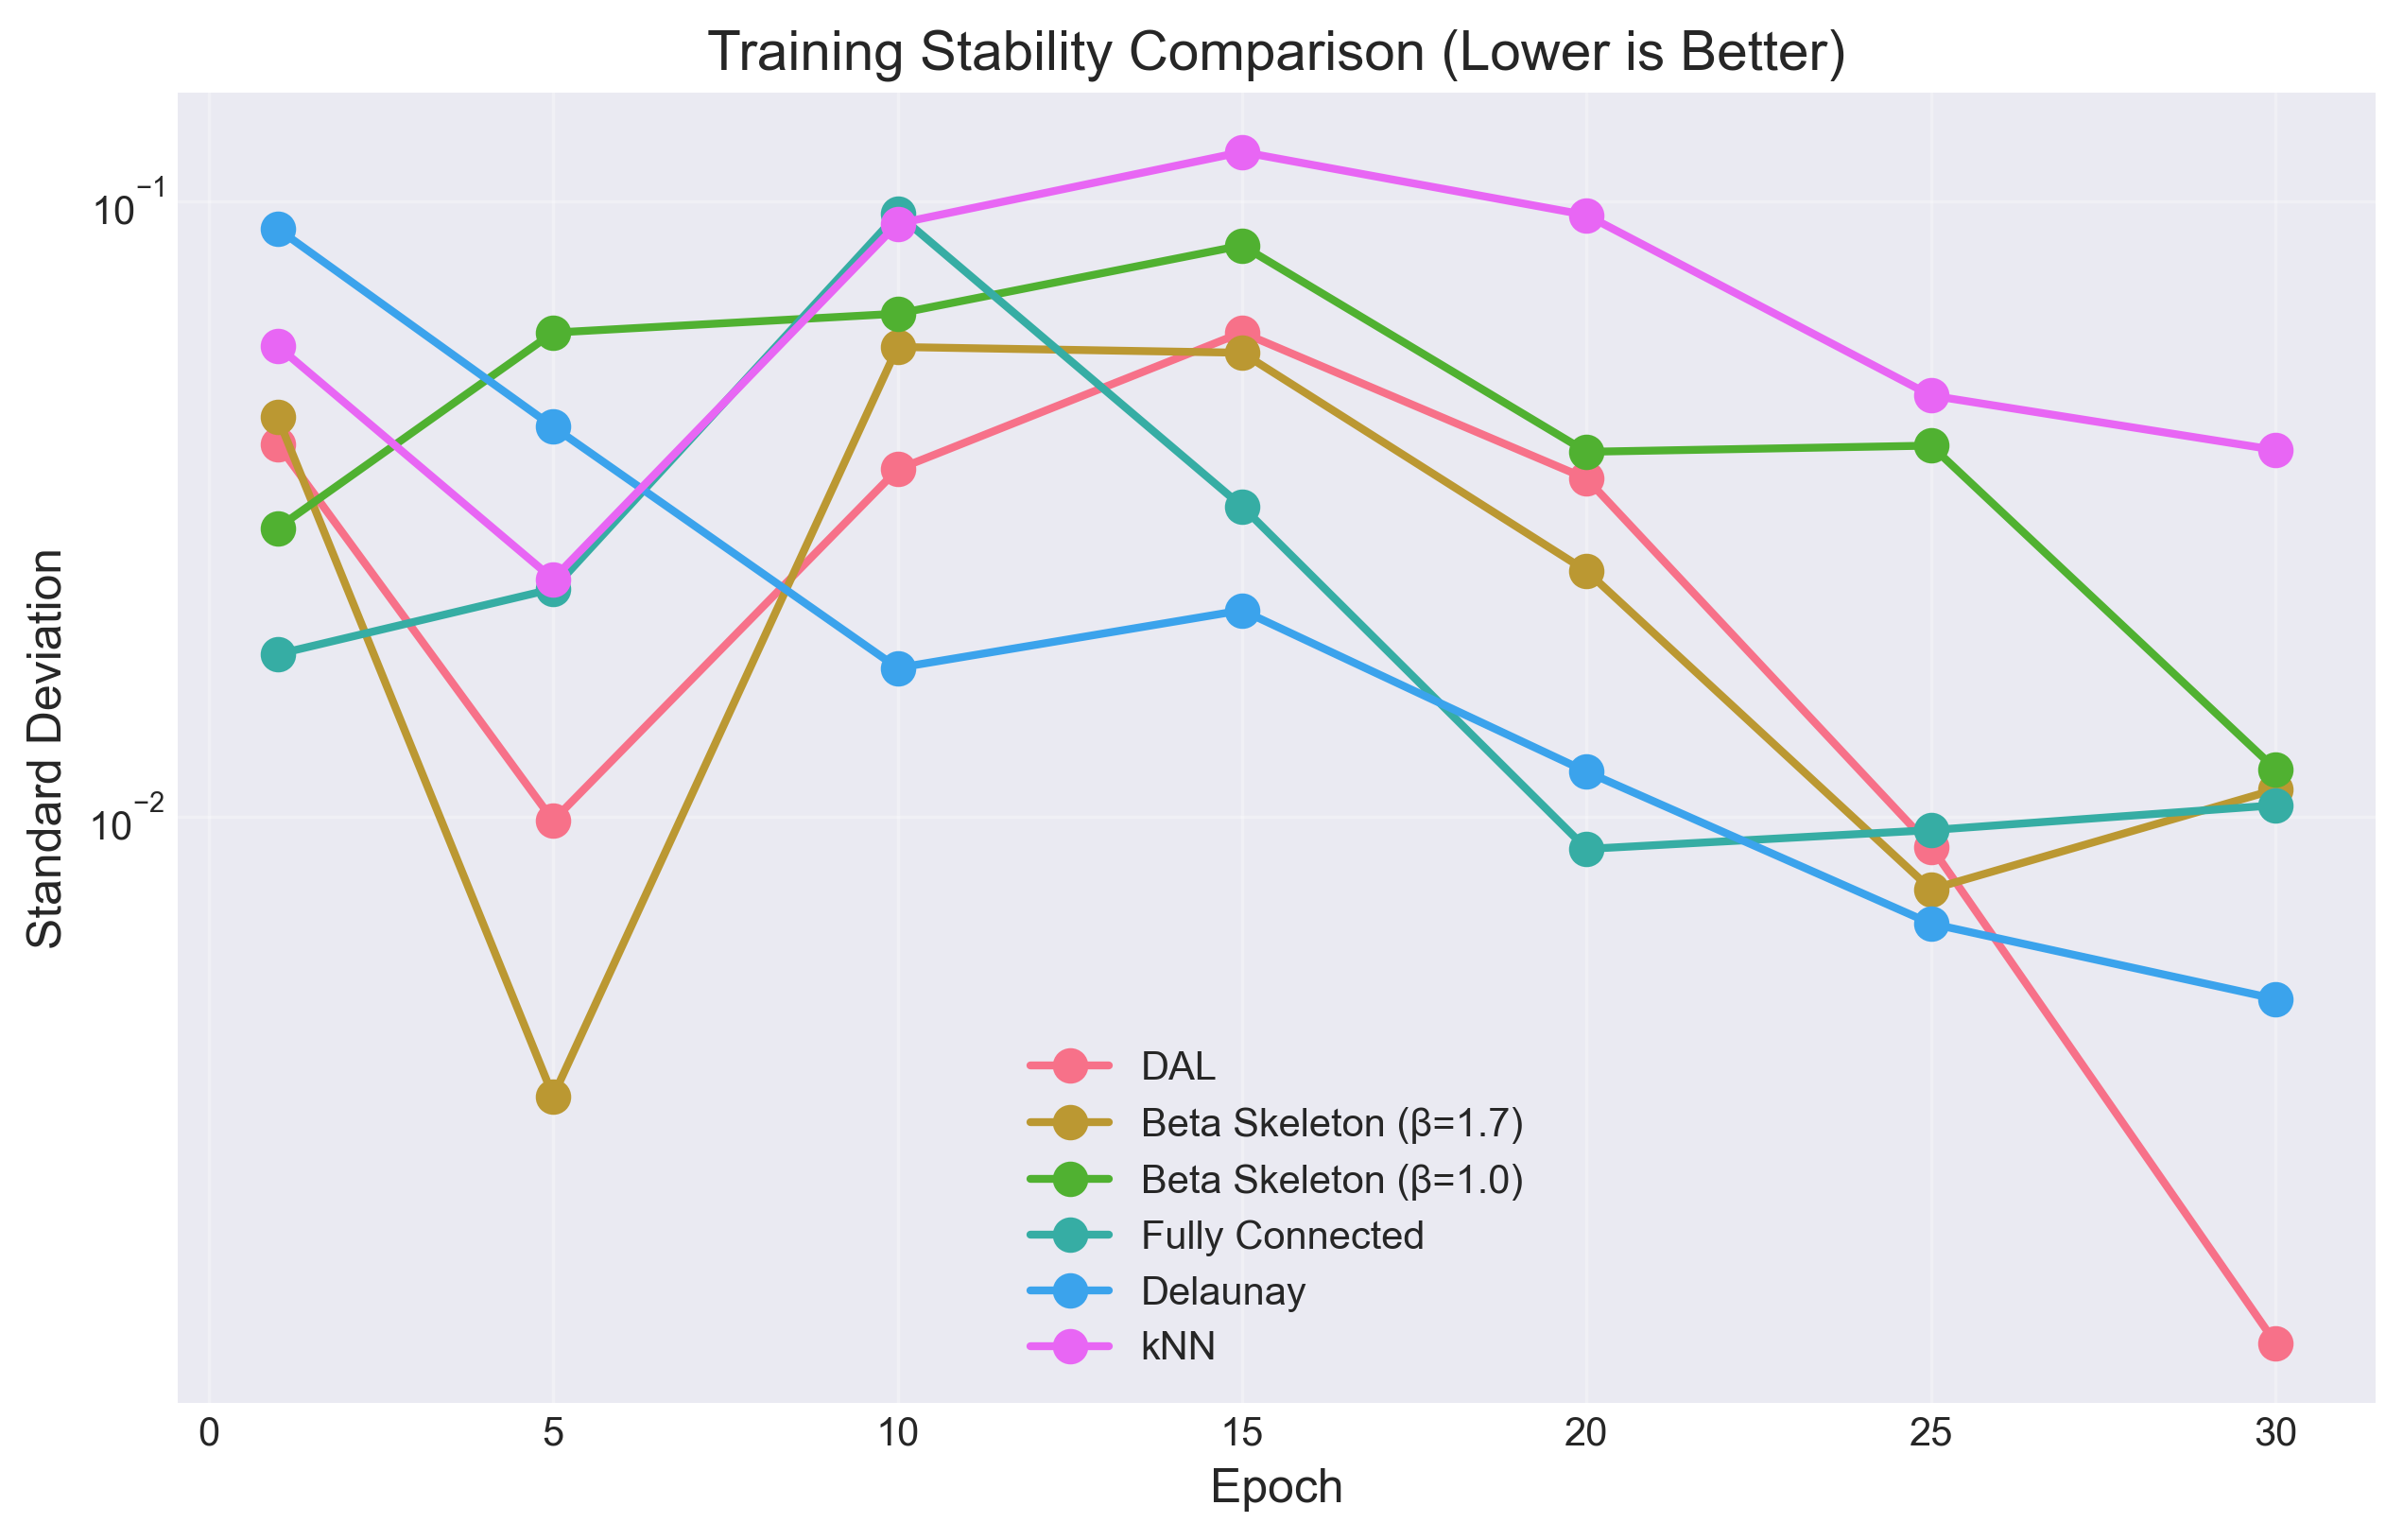 Training Stability Comparison (Lower is Better)
Standard Deviation
10⁻¹
10⁻²
DAL
Beta Skeleton (β=1.7)
Beta Skeleton (β=1.0)
Fully Connected
Delaunay
kNN
0 5 10 15 20 25 30
Epoch